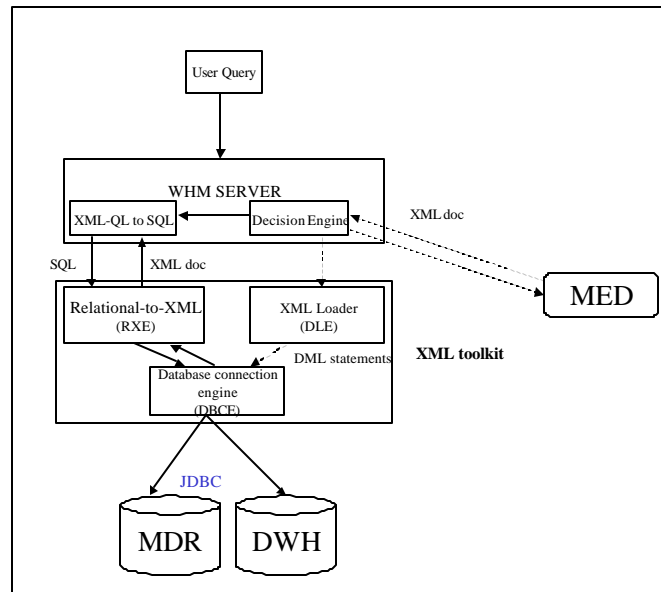 User Query
WHM SERVER
XML-QL to SQL
Decision Engine
XML doc
SQL
XML doc
MED
Relational-to-XML
(RXE)
XML Loader
(DLE)
XML toolkit
DML statements
Database connection
engine
(DBCE)
JDBC
MDR
DWH